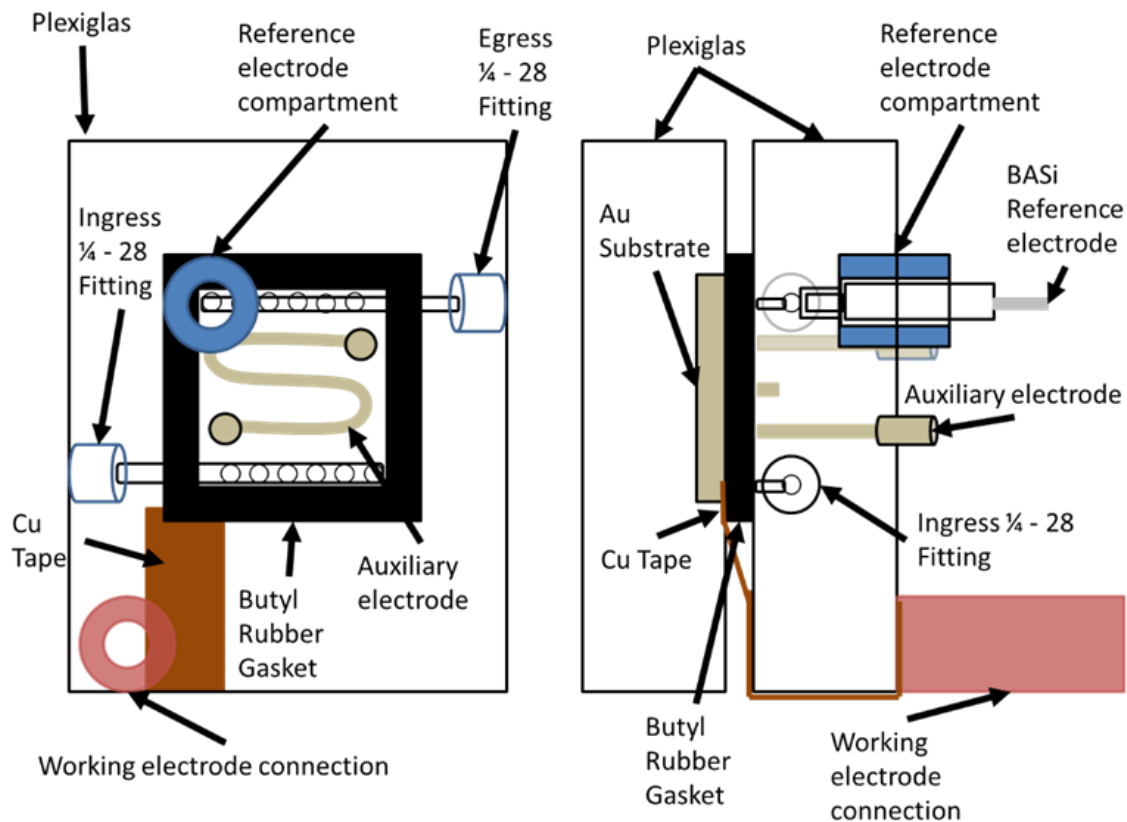 Plexiglas
Reference
electrode
compartment
Egress
¼ - 28
Fitting
Ingress
¼ - 28
Fitting
Cu
Tape
Butyl
Rubber
Gasket
Auxiliary
electrode
Working electrode connection
Plexiglas
Reference
electrode
compartment
BASi
Reference
electrode
Au
Substrate
Auxiliary electrode
Cu Tape
Ingress ¼ - 28
Fitting
Butyl
Rubber
Gasket
Working
electrode
connection